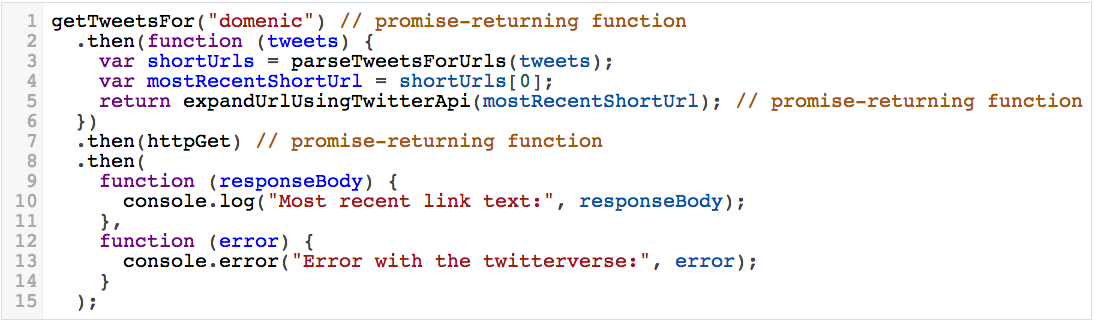 1 getTweetsFor("domenic") // promise-returning function
2   .then(function (tweets) {
3     var shortUrls = parseTweetsForUrls(tweets);
4     var mostRecentShortUrl = shortUrls[0];
5     return expandUrlUsingTwitterApi(mostRecentShortUrl); // promise-returning function
6   })
7   .then(httpGet) // promise-returning function
8   .then(
9     function (responseBody) {
10       console.log("Most recent link text:", responseBody);
11     },
12     function (error) {
13       console.error("Error with the twitterverse:", error);
14     }
15   );